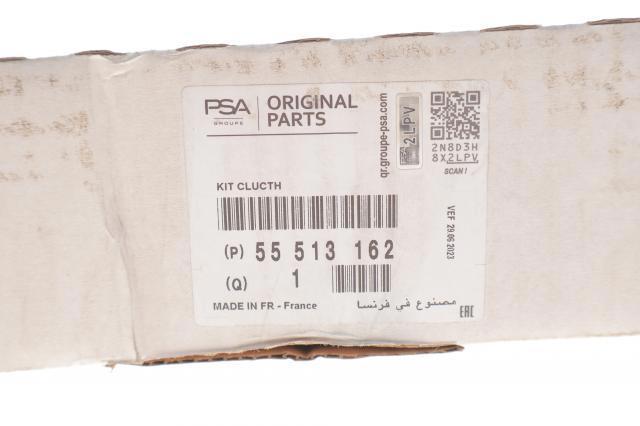 PSA
GROUPE
ORIGINAL
PARTS
qr.groupe-psa.com
2LPV
2N8D3H
8X2LPV
SCAN!
KIT CLUCTH
(P) 55 513 162
(Q) 1
VEF 29.06.2023
MADE IN FR - France
مصنوع في فرنسا
EAC